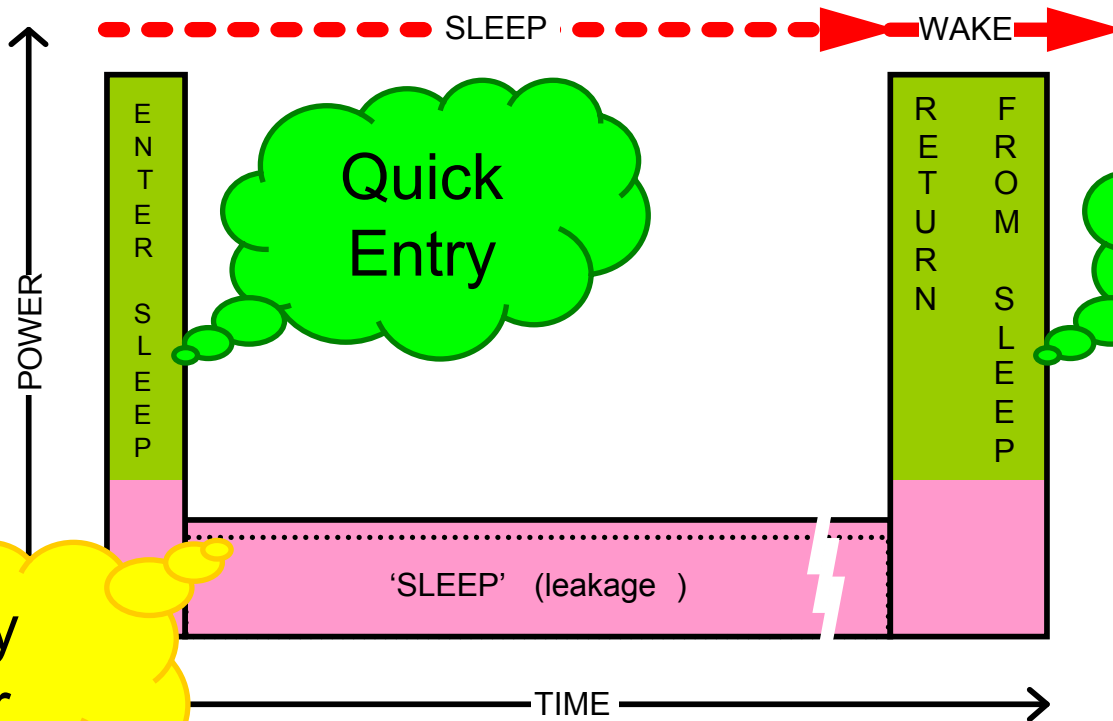 SLEEP
WAKE
ENTER SLEEP
Quick
Entry
RETURN
FROM SLEEP
POWER
‘SLEEP’ (leakage )
TIME